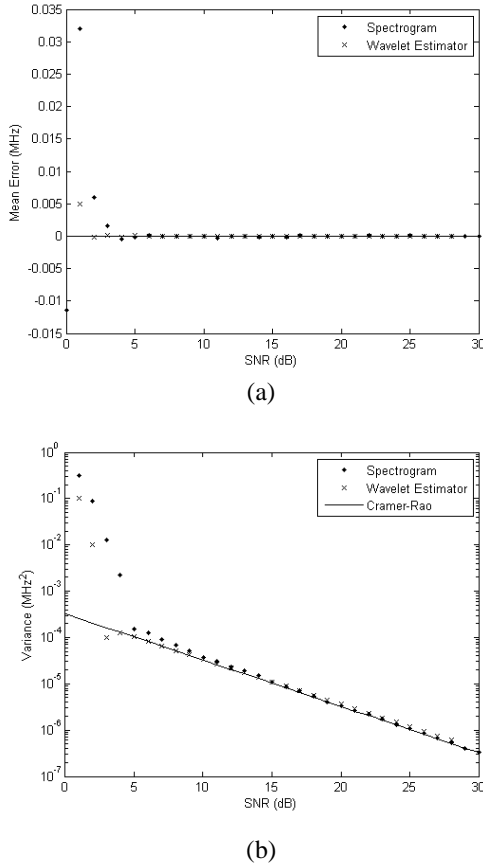 0.035
0.03
0.025
0.02
0.015
0.01
0.005
0
-0.005
-0.01
-0.015
Mean Error (MHz)
Spectrogram
Wavelet Estimator
0 5 10 15 20 25 30
SNR (dB)
(a)
10^0
10^-1
10^-2
10^-3
10^-4
10^-5
10^-6
10^-7
Variance (MHz^2)
Spectrogram
Wavelet Estimator
Cramer-Rao
0 5 10 15 20 25 30
SNR (dB)
(b)